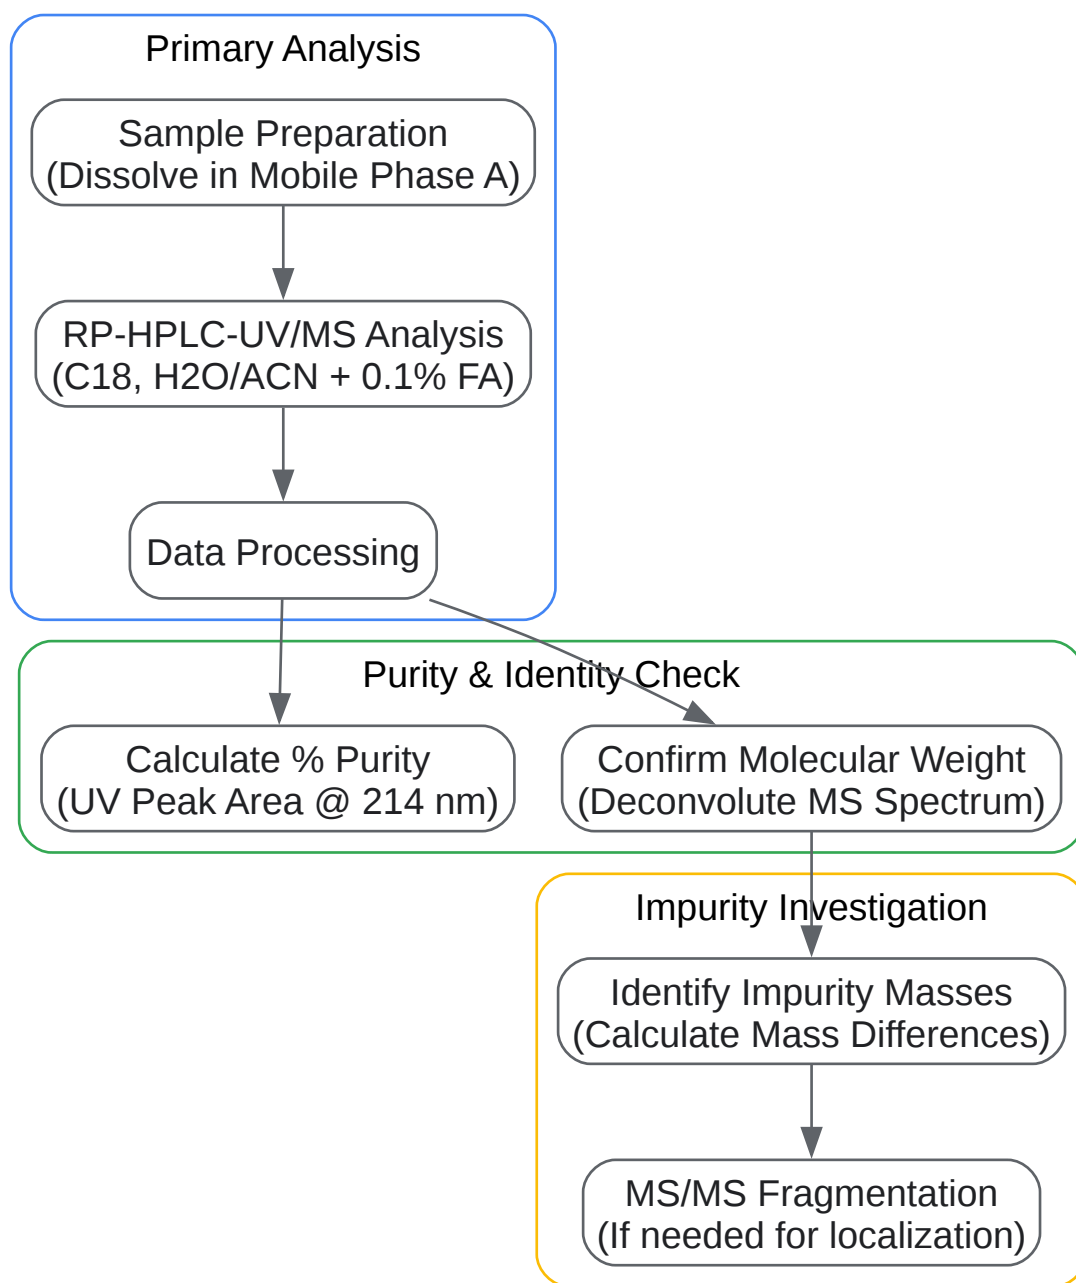 Primary Analysis
Sample Preparation
(Dissolve in Mobile Phase A)
RP-HPLC-UV/MS Analysis
(C18, H2O/ACN + 0.1% FA)
Data Processing
Purity & Identity Check
Calculate % Purity
(UV Peak Area @ 214 nm)
Confirm Molecular Weight
(Deconvolute MS Spectrum)
Impurity Investigation
Identify Impurity Masses
(Calculate Mass Differences)
MS/MS Fragmentation
(If needed for localization)